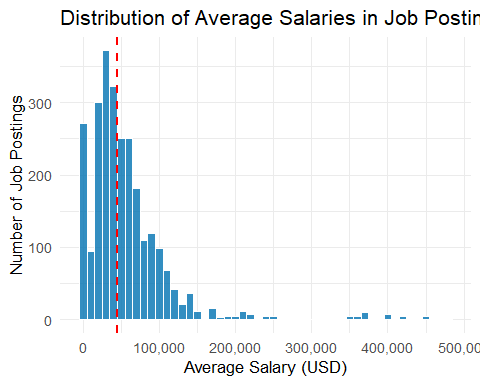 Distribution of Average Salaries in Job Postin
Number of Job Postings
300
200
100
0
0 100,000 200,000 300,000 400,000 500,0
Average Salary (USD)